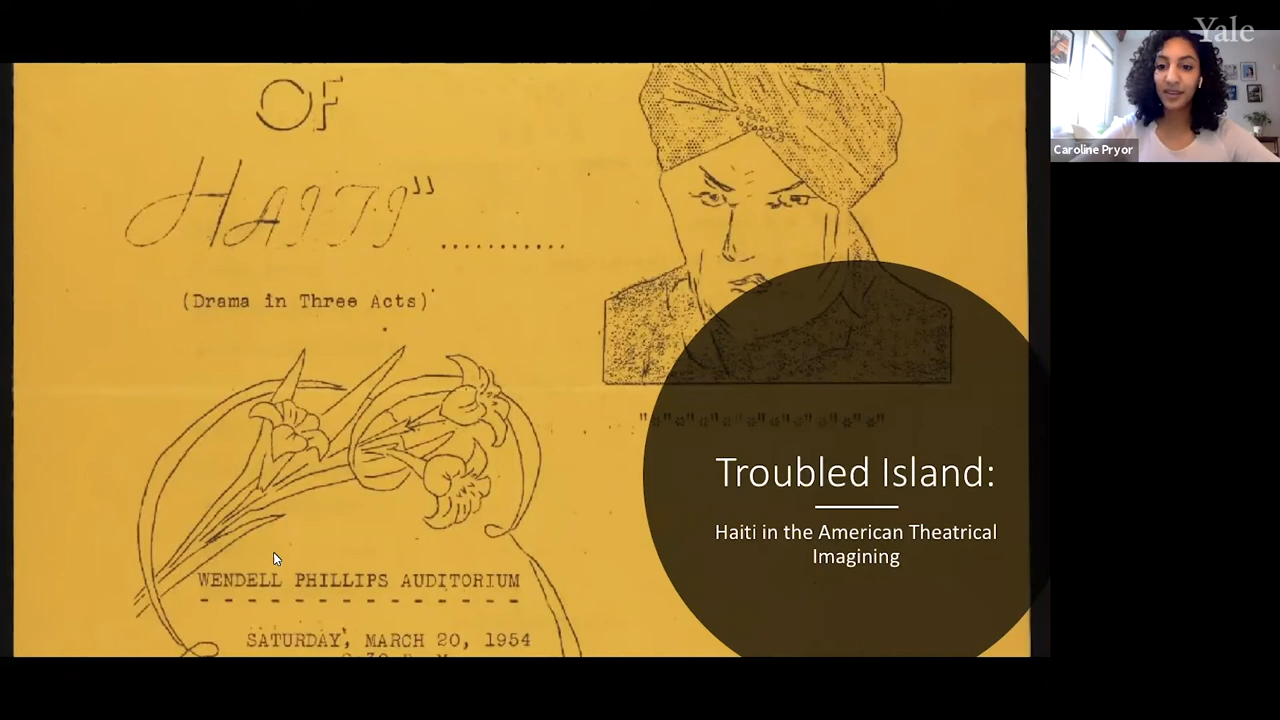 Yale
Caroline Pryor
OF
HAITI"...........
(Drama in Three Acts)
"*"*"*"*"*"*"*"*"*"*"
Troubled Island:
Haiti in the American Theatrical
Imagining
WENDELL PHILLIPS AUDITORIUM
SATURDAY, MARCH 20, 1954